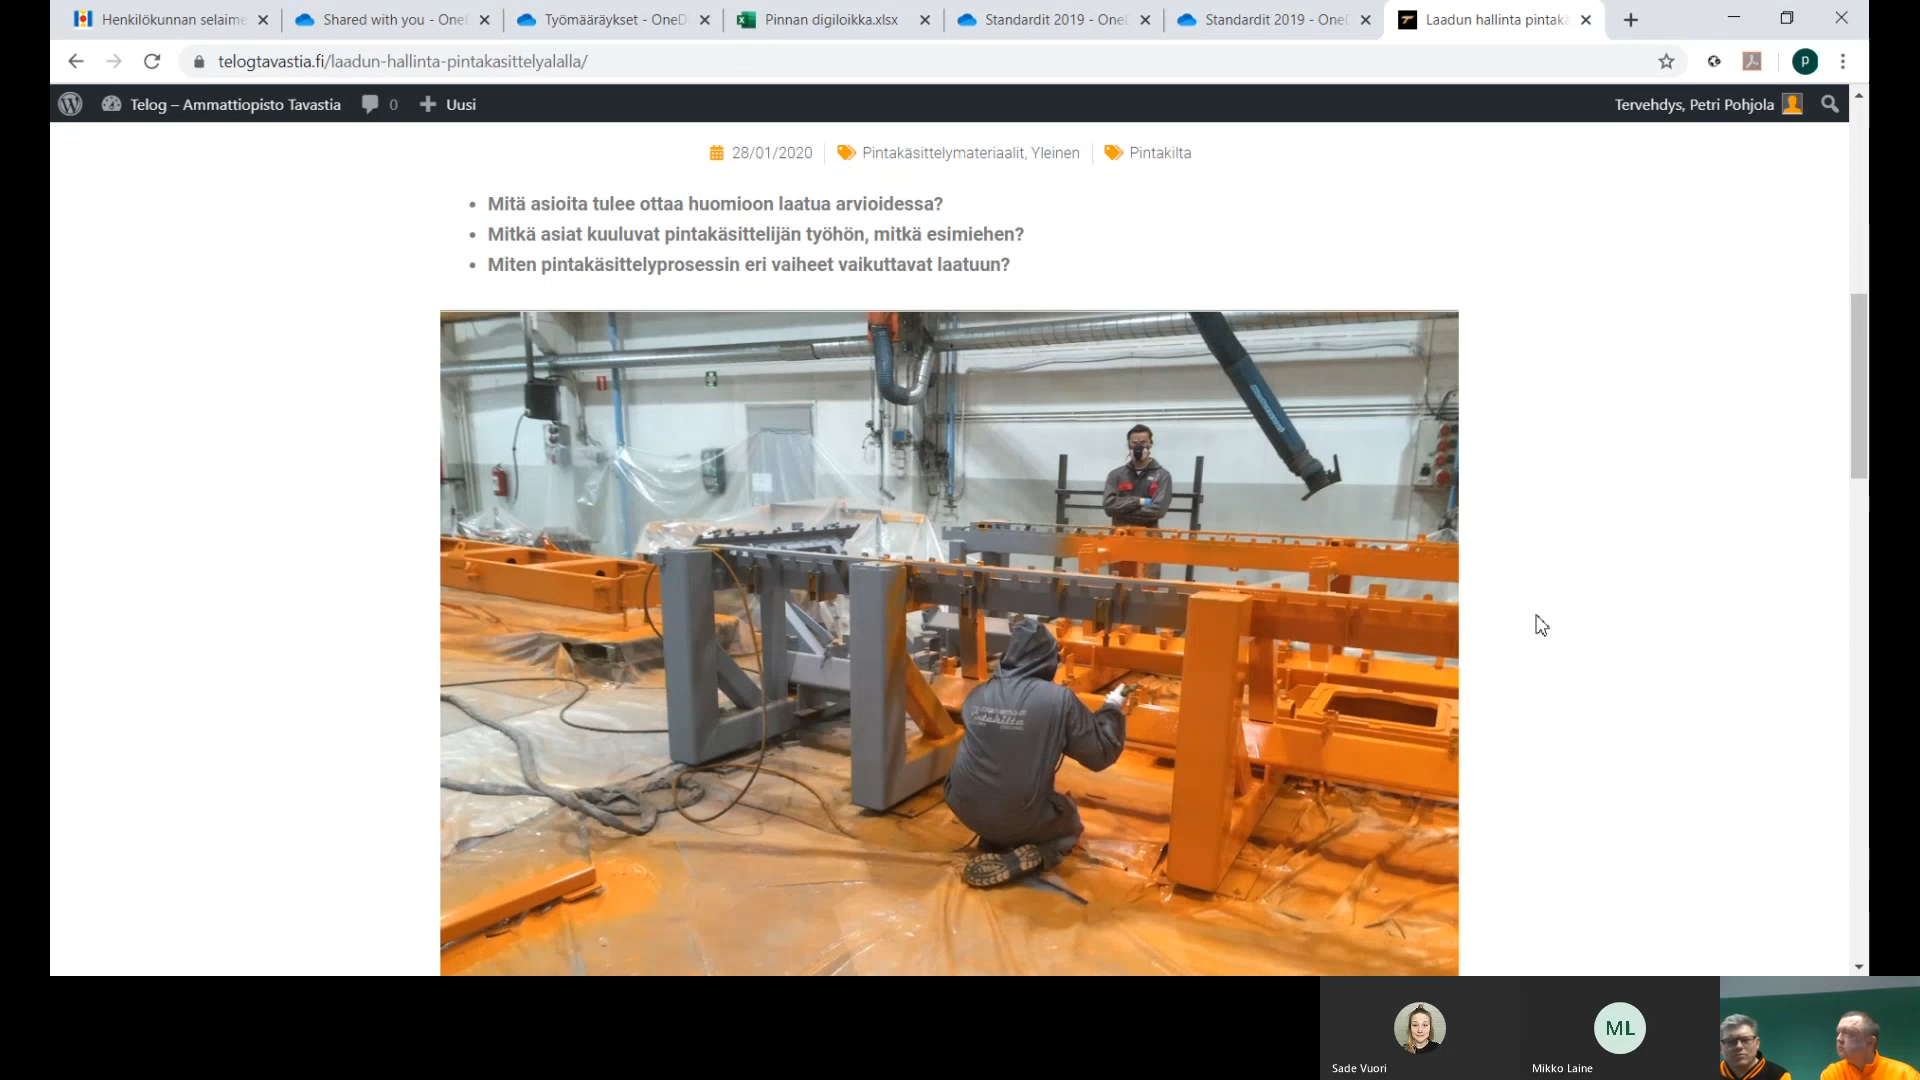 Henkilökunnan selaime
Shared with you - One
Työmääräykset - OneD
Pinnan digiloikka.xlsx
Standardit 2019 - One
Standardit 2019 - One
Laadun hallinta pintak
telogtavastia.fi/laadun-hallinta-pintakasittelyalalla/
P
Telog – Ammattiopisto Tavastia
0
Uusi
Tervehdys, Petri Pohjola
28/01/2020
Pintakäsittelymateriaalit, Yleinen
Pintakilta
• Mitä asioita tulee ottaa huomioon laatua arvioidessa?
• Mitkä asiat kuuluvat pintakäsittelijän työhön, mitkä esimiehen?
• Miten pintakäsittelyprosessin eri vaiheet vaikuttavat laatuun?
ML
Sade Vuori
Mikko Laine